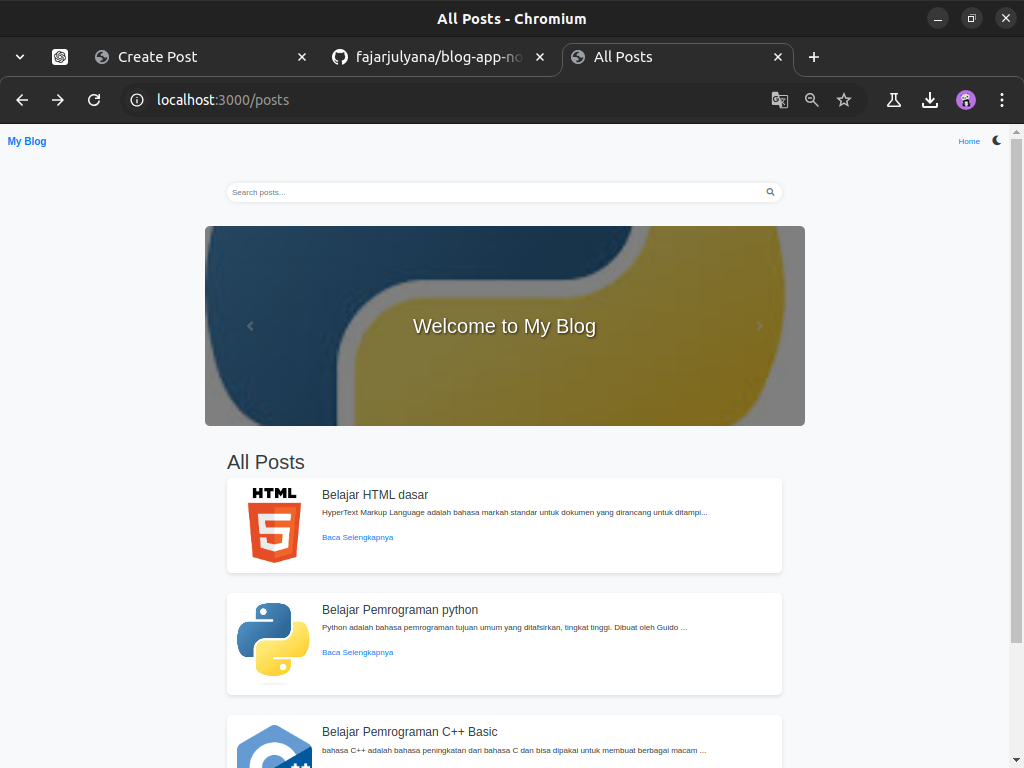 All Posts - Chromium
Create Post
fajarjulyana/blog-app-no
All Posts
localhost:3000/posts
My Blog
Home
Search posts...
Welcome to My Blog
All Posts
HTML
5
Belajar HTML dasar
HyperText Markup Language adalah bahasa markah standar untuk dokumen yang dirancang untuk ditampi...
Baca Selengkapnya
Belajar Pemrograman python
Python adalah bahasa pemrograman tujuan umum yang ditafsirkan, tingkat tinggi. Dibuat oleh Guido ...
Baca Selengkapnya
Belajar Pemrograman C++ Basic
bahasa C++ adalah bahasa peningkatan dari bahasa C dan bisa dipakai untuk membuat berbagai macam ...